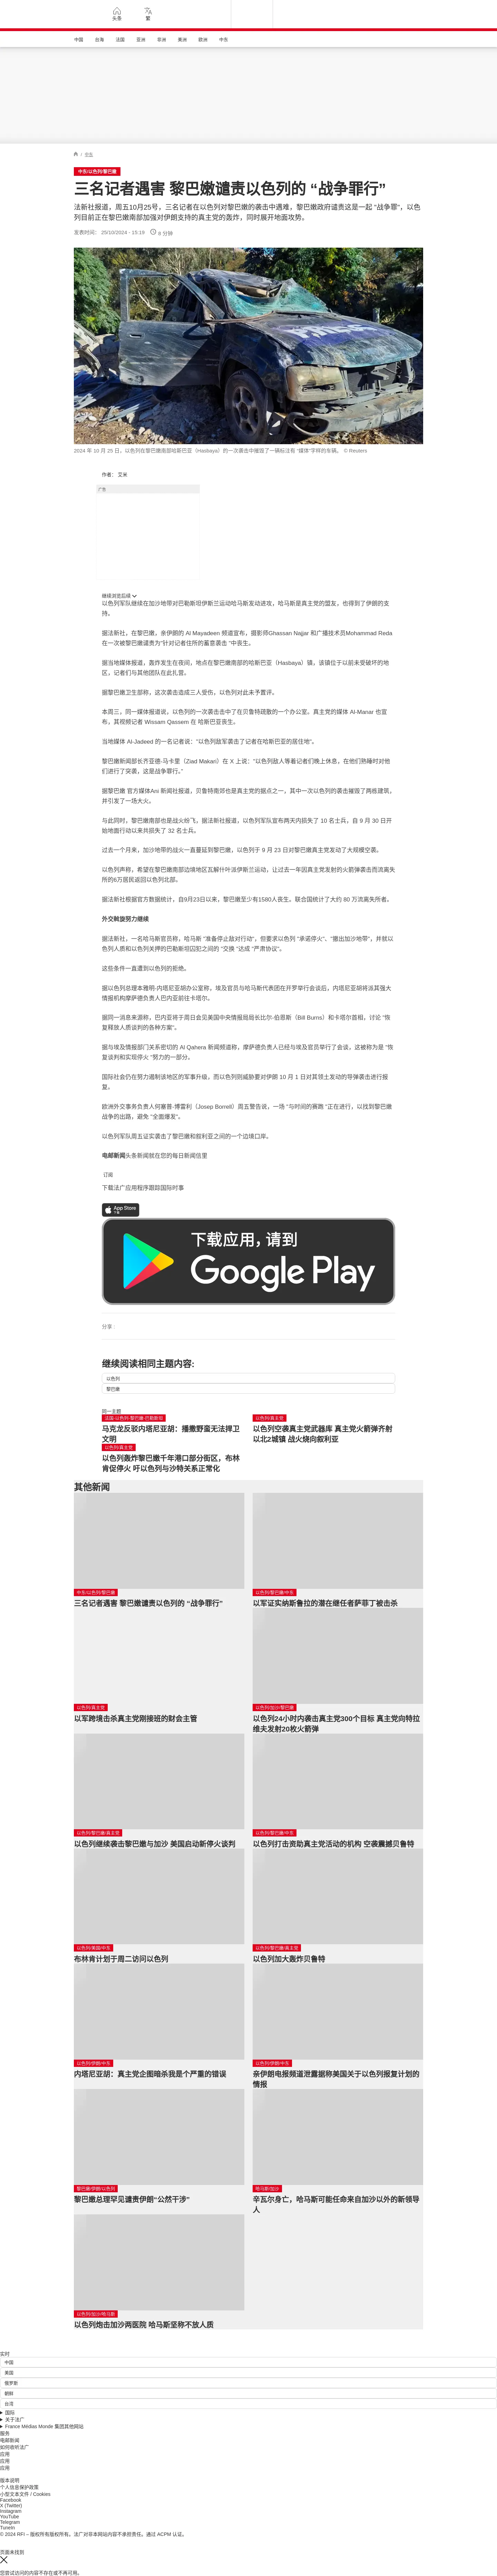 头条
繁
中国
台海
法国
亚洲
非洲
美洲
欧洲
中东
/ 中东
中东/以色列/黎巴嫩
三名记者遇害 黎巴嫩谴责以色列的 “战争罪行”
法新社报道，周五10月25号，三名记者在以色列对黎巴嫩的袭击中遇难，黎巴嫩政府谴责这是一起 “战争罪”，以色列目前正在黎巴嫩南部加强对伊朗支持的真主党的轰炸，同时展开地面攻势。
发表时间： 25/10/2024 - 15:19
6 分钟
2024 年 10 月 25 日，以色列在黎巴嫩南部哈斯巴亚（Hasbaya）的一次袭击中摧毁了一辆标注有 "媒体"字样的车辆。 © Reuters
作者： 艾米
广告
继续浏览后续
以色列军队继续在加沙地带对巴勒斯坦伊斯兰运动哈马斯发动进攻，哈马斯是真主党的盟友，也得到了伊朗的支持。
据法新社，在黎巴嫩，亲伊朗的 Al Mayadeen 频道宣布，摄影师Ghassan Najjar 和广播技术员Mohammad Reda 在一次被黎巴嫩谴责为“针对记者住所的蓄意袭击 ”中丧生。
据当地媒体报道，轰炸发生在夜间，地点在黎巴嫩南部的哈斯巴亚（Hasbaya）镇，该镇位于以前未受破坏的地区，记者们与其他团队在此扎营。
据黎巴嫩卫生部称，这次袭击造成三人受伤，以色列对此未予置评。
本周三，同一媒体报道说，以色列的一次袭击击中了在贝鲁特疏散的一个办公室。真主党的媒体 Al-Manar 也宣布，其视频记者 Wissam Qassem 在 哈斯巴亚丧生。
当地媒体 Al-Jadeed 的一名记者说：“以色列敌军袭击了记者在哈斯巴亚的居住地”。
黎巴嫩新闻部长齐亚德-马卡里（Ziad Makari）在 X 上说：“以色列敌人等着记者们晚上休息，在他们熟睡时对他们进行了突袭，这是战争罪行。”
据黎巴嫩 官方媒体Ani 新闻社报道，贝鲁特南郊也是真主党的据点之一，其中一次以色列的袭击摧毁了两栋建筑，并引发了一场大火。
与此同时，黎巴嫩南部也是战火纷飞，据法新社报道，以色列军队宣布两天内损失了 10 名士兵，自 9 月 30 日开始地面行动以来共损失了 32 名士兵。
过去一个月来，加沙地带的战火一直蔓延到黎巴嫩，以色列于 9 月 23 日对黎巴嫩真主党发动了大规模空袭。
以色列声称，希望在黎巴嫩南部边境地区瓦解什叶派伊斯兰运动，让过去一年因真主党发射的火箭弹袭击而流离失所的6万居民返回以色列北部。
据法新社根据官方数据统计，自9月23日以来，黎巴嫩至少有1580人丧生。联合国统计了大约 80 万流离失所者。
外交斡旋努力继续
据法新社，一名哈马斯官员称，哈马斯 "准备停止敌对行动"，但要求以色列 "承诺停火"、"撤出加沙地带"，并就以色列人质和以色列关押的巴勒斯坦囚犯之间的 "交换 "达成 "严肃协议"。
这些条件一直遭到以色列的拒绝。
据以色列总理本雅明-内塔尼亚胡办公室称，埃及官员与哈马斯代表团在开罗举行会谈后，内塔尼亚胡将派其强大情报机构摩萨德负责人巴内亚前往卡塔尔。
据同一消息来源称，巴内亚将于周日会见美国中央情报局局长比尔-伯恩斯（Bill Burns）和卡塔尔首相，讨论 "恢复释放人质谈判的各种方案"。
据与埃及情报部门关系密切的 Al Qahera 新闻频道称，摩萨德负责人已经与埃及官员举行了会谈。这被称为是 “恢复谈判和实现停火 ”努力的一部分。
国际社会仍在努力遏制该地区的军事升级，而以色列则威胁要对伊朗 10 月 1 日对其领土发动的导弹袭击进行报复。
欧洲外交事务负责人何塞普-博雷利（Josep Borrell）周五警告说，一场 "与时间的赛跑 "正在进行，以找到黎巴嫩战争的出路，避免 "全面爆发"。
以色列军队周五证实袭击了黎巴嫩和叙利亚之间的一个边境口岸。
电邮新闻头条新闻就在您的每日新闻信里
订阅
下载法广应用程序跟踪国际时事
App Store
下载
下载应用，请到
Google Play
分享 :
继续阅读相同主题内容:
以色列
黎巴嫩
同一主题
法国-以色列-黎巴嫩-巴勒斯坦
马克龙反驳内塔尼亚胡：播撒野蛮无法捍卫文明
以色列/真主党
以色列空袭真主党武器库 真主党火箭弹齐射以北2城镇 战火烧向叙利亚
以色列/真主党
以色列轰炸黎巴嫩千年港口部分街区，布林肯促停火 吁以色列与沙特关系正常化
其他新闻
中东/以色列/黎巴嫩
三名记者遇害 黎巴嫩谴责以色列的 “战争罪行”
以色列/黎巴嫩/中东
以军证实纳斯鲁拉的潜在继任者萨菲丁被击杀
以色列/真主党
以军跨境击杀真主党刚接班的财会主管
以色列/加沙/黎巴嫩
以色列24小时内袭击真主党300个目标 真主党向特拉维夫发射20枚火箭弹
以色列/黎巴嫩/真主党
以色列继续袭击黎巴嫩与加沙 美国启动新停火谈判
以色列/黎巴嫩/中东
以色列打击资助真主党活动的机构 空袭震撼贝鲁特
以色列/美国/中东
布林肯计划于周二访问以色列
以色列/黎巴嫩/真主党
以色列加大轰炸贝鲁特
以色列/伊朗/中东
内塔尼亚胡：真主党企图暗杀我是个严重的错误
以色列/伊朗/中东
亲伊朗电报频道泄露据称美国关于以色列报复计划的情报
黎巴嫩/伊朗/以色列
黎巴嫩总理罕见谴责伊朗“公然干涉”
哈马斯/加沙
辛瓦尔身亡，哈马斯可能任命来自加沙以外的新领导人
以色列/加沙/哈马斯
以色列炮击加沙两医院 哈马斯坚称不放人质
实时
中国
美国
俄罗斯
朝鲜
台湾
国际
关于法广
France Médias Monde 集团其他网站
服务
电邮新闻
如何收听法广
应用
应用
应用
版本说明
个人信息保护政策
小型文本文件 / Cookies
Facebook
X (Twitter)
Instagram
YouTube
Telegram
TuneIn
© 2024 RFI – 版权所有版权所有。法广对非本网站内容不承担责任。通过 ACPM 认证。
页面未找到
您尝试访问的内容不存在或不再可用。